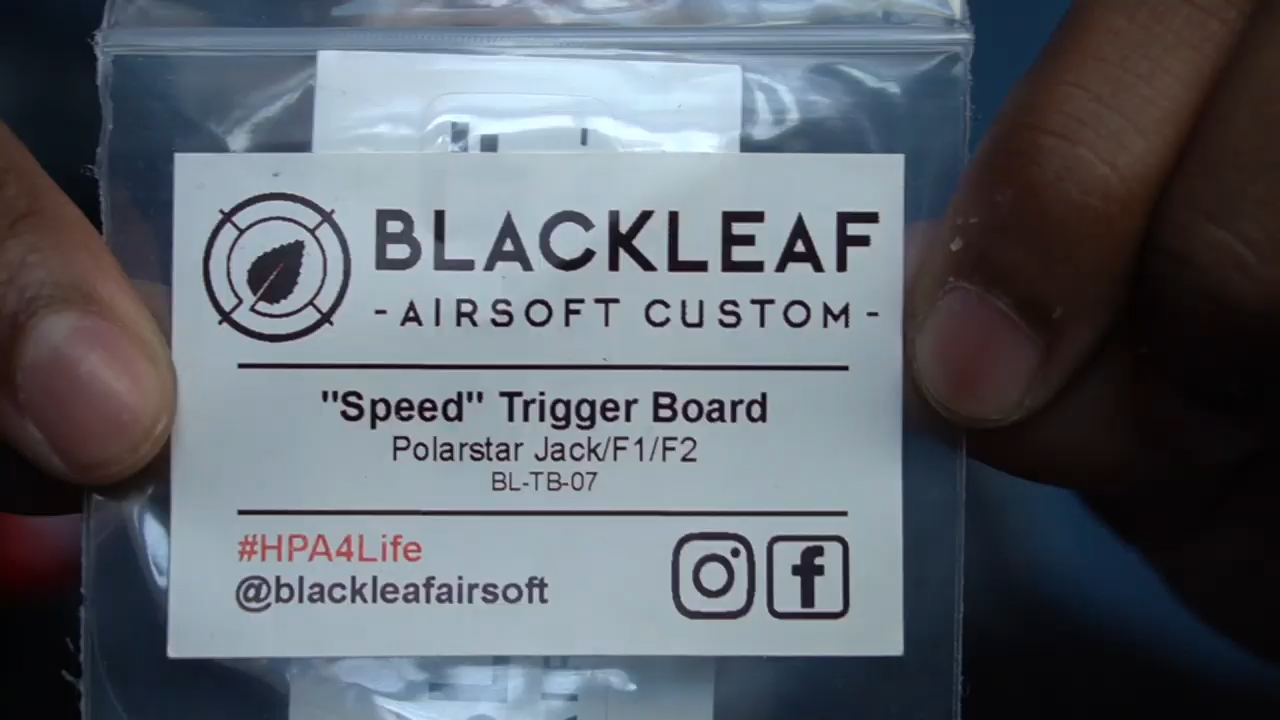 BLACKLEAF
-AIRSOFT CUSTOM-
"Speed" Trigger Board
Polarstar Jack/F1/F2
BL-TB-07
#HPA4Life
@blackleafairsoft
f